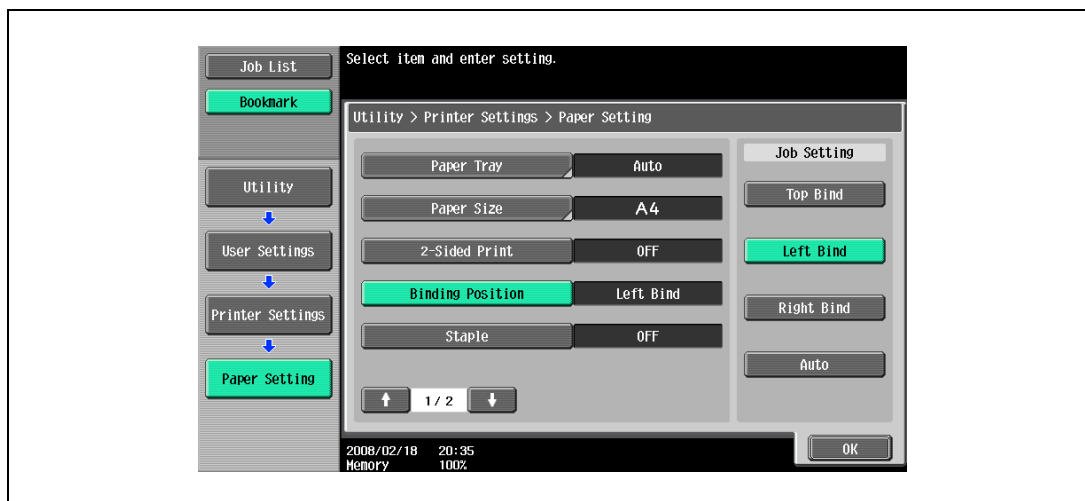 Job List
Bookmark
Utility
User Settings
Printer Settings
Paper Setting
Select item and enter setting.
Utility > Printer Settings > Paper Setting
Paper Tray Auto
Paper Size A4
2-Sided Print OFF
Binding Position Left Bind
Staple OFF
1/2
Job Setting
Top Bind
Left Bind
Right Bind
Auto
2008/02/18 20:35
Memory 100%
OK